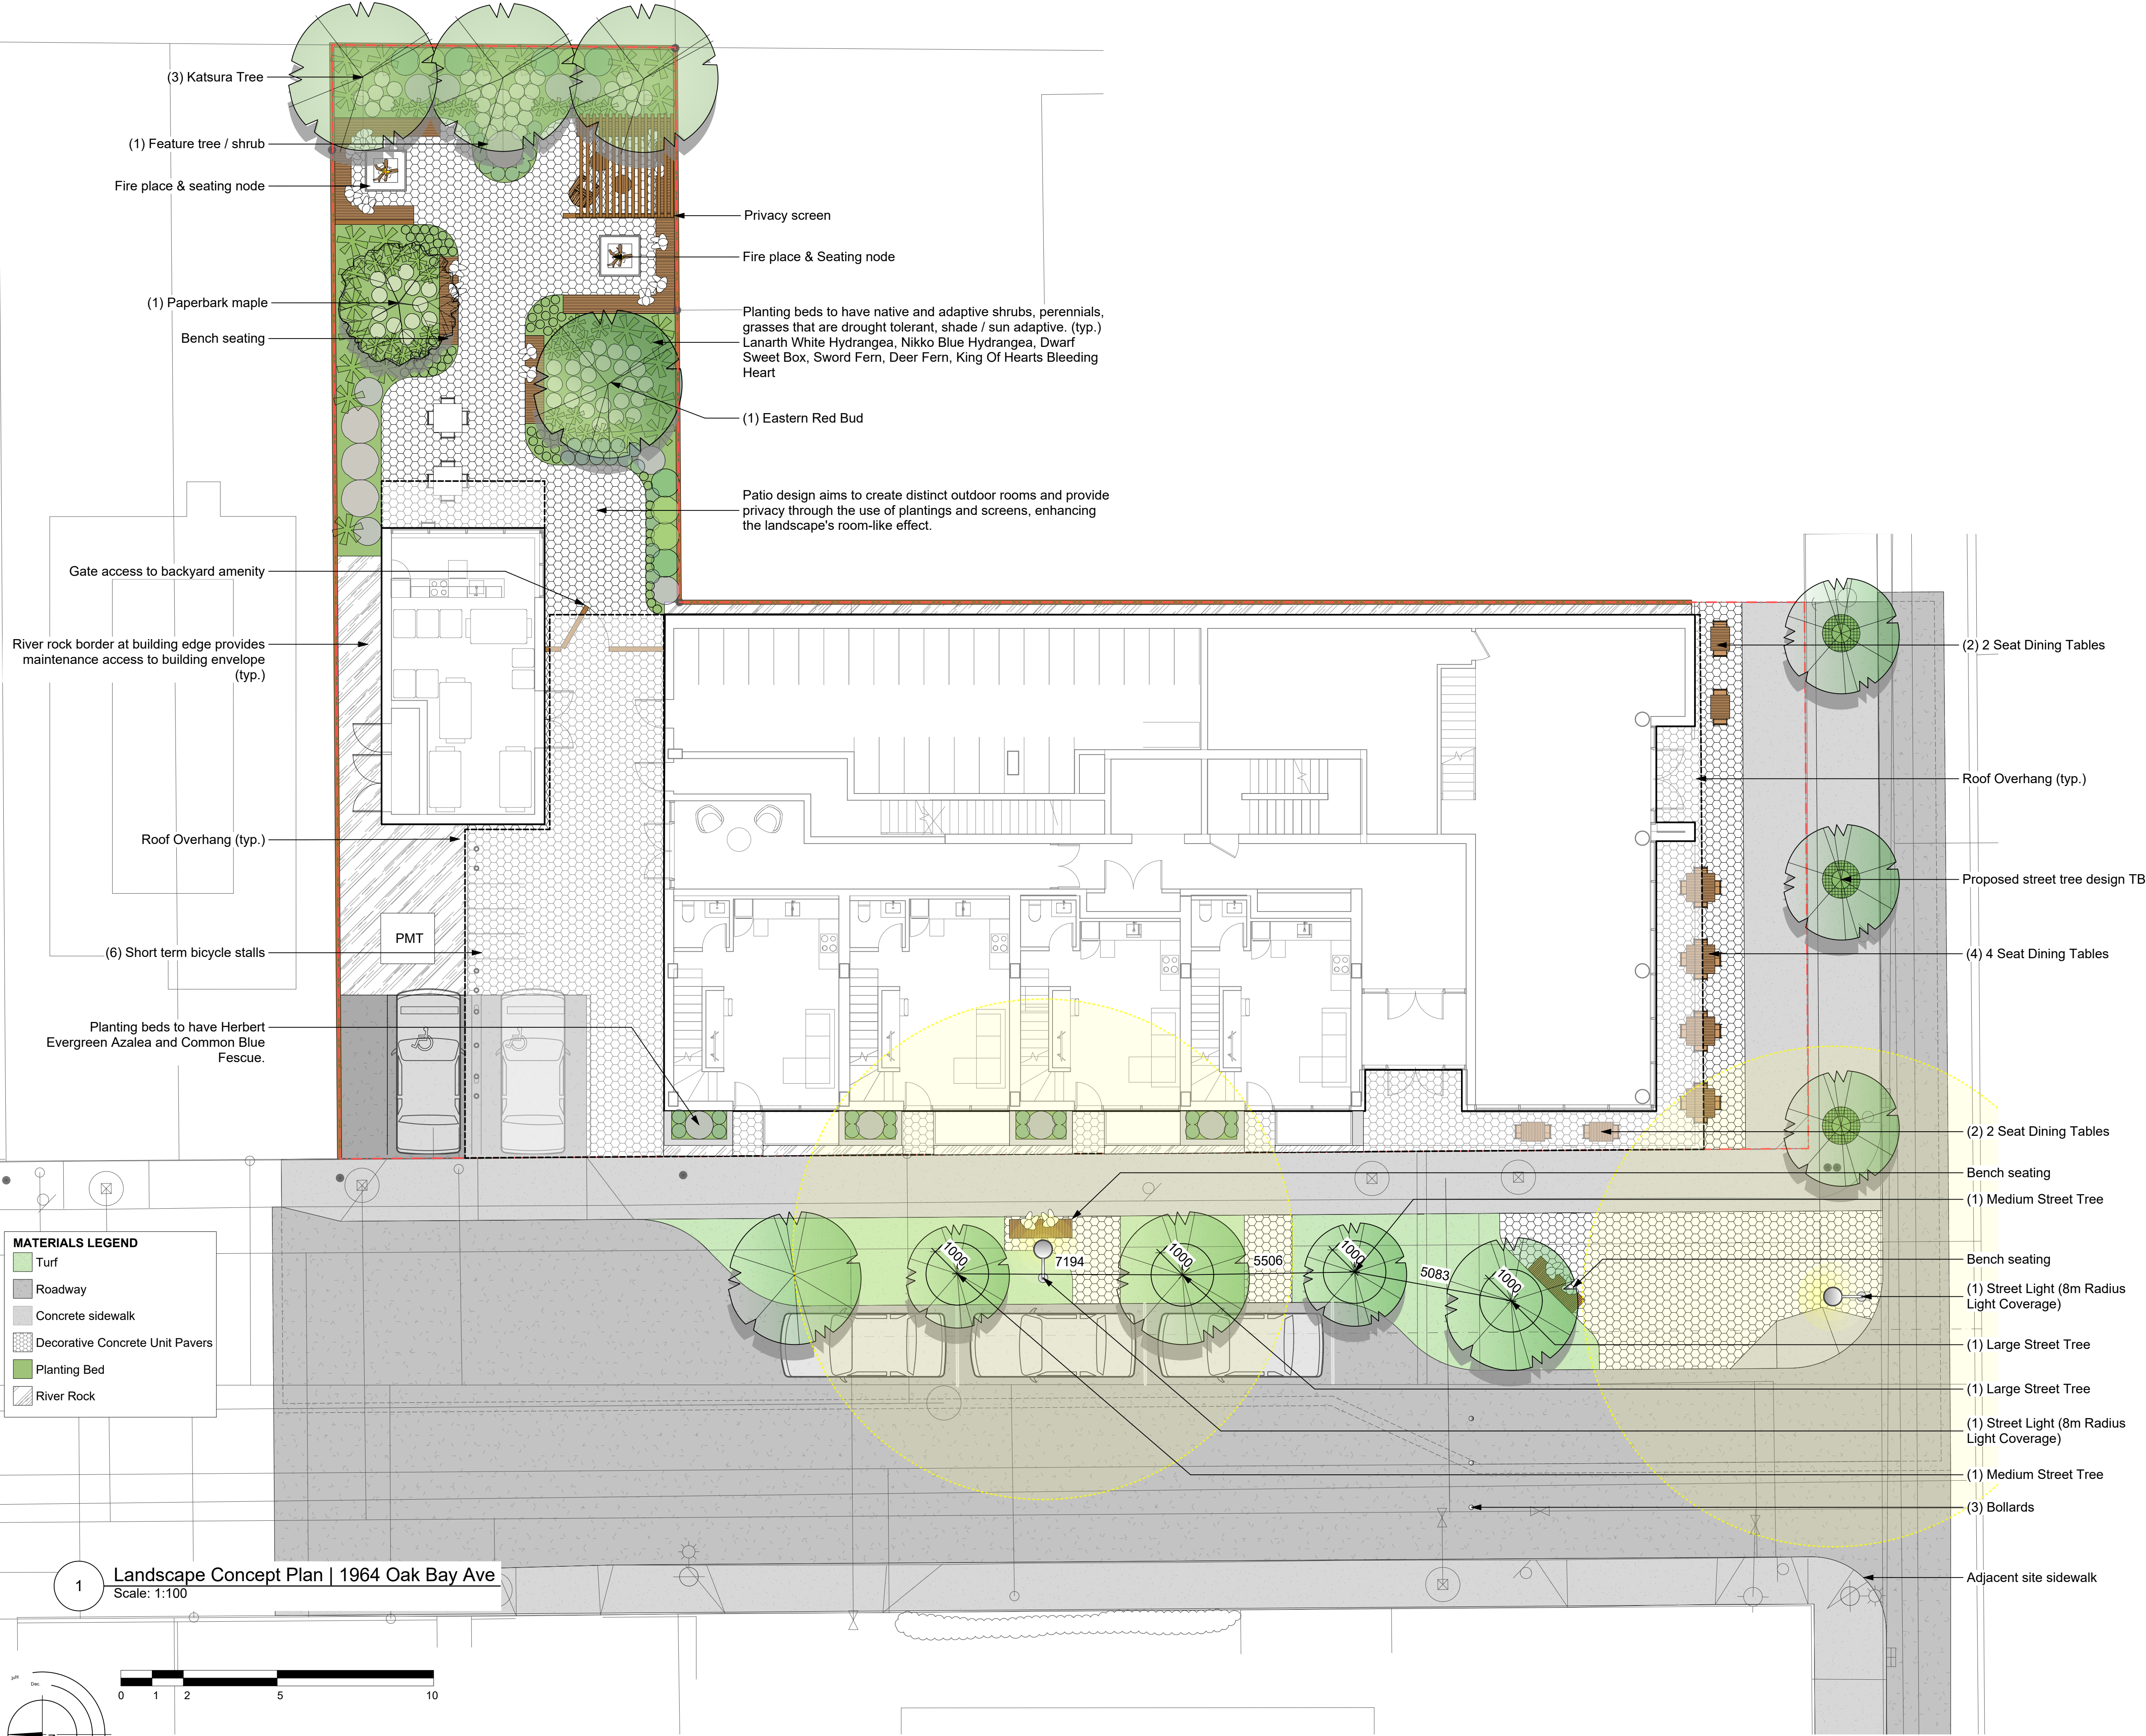 (3) Katsura Tree
(1) Feature tree / shrub
Fire place & seating node
Privacy screen
Fire place & Seating node
(1) Paperbark maple
Bench seating
Planting beds to have native and adaptive shrubs, perennials,
grasses that are drought tolerant, shade / sun adaptive. (typ.)
Lanarth White Hydrangea, Nikko Blue Hydrangea, Dwarf
Sweet Box, Sword Fern, Deer Fern, King Of Hearts Bleeding
Heart
(1) Eastern Red Bud
Patio design aims to create distinct outdoor rooms and provide
privacy through the use of plantings and screens, enhancing
the landscape's room-like effect.
Gate access to backyard amenity
River rock border at building edge provides
maintenance access to building envelope
(typ.)
(2) 2 Seat Dining Tables
Roof Overhang (typ.)
Roof Overhang (typ.)
Proposed street tree design TB
PMT
(6) Short term bicycle stalls
(4) 4 Seat Dining Tables
Planting beds to have Herbert
Evergreen Azalea and Common Blue
Fescue.
(2) 2 Seat Dining Tables
Bench seating
(1) Medium Street Tree
Bench seating
(1) Street Light (8m Radius
Light Coverage)
(1) Large Street Tree
(1) Large Street Tree
(1) Street Light (8m Radius
Light Coverage)
(1) Medium Street Tree
(3) Bollards
Adjacent site sidewalk
1000
7194
1000
5506
1000
5083
1000
MATERIALS LEGEND
Turf
Roadway
Concrete sidewalk
Decorative Concrete Unit Pavers
Planting Bed
River Rock
1
Landscape Concept Plan | 1964 Oak Bay Ave
Scale: 1:100
0 1 2 5 10
Dec.